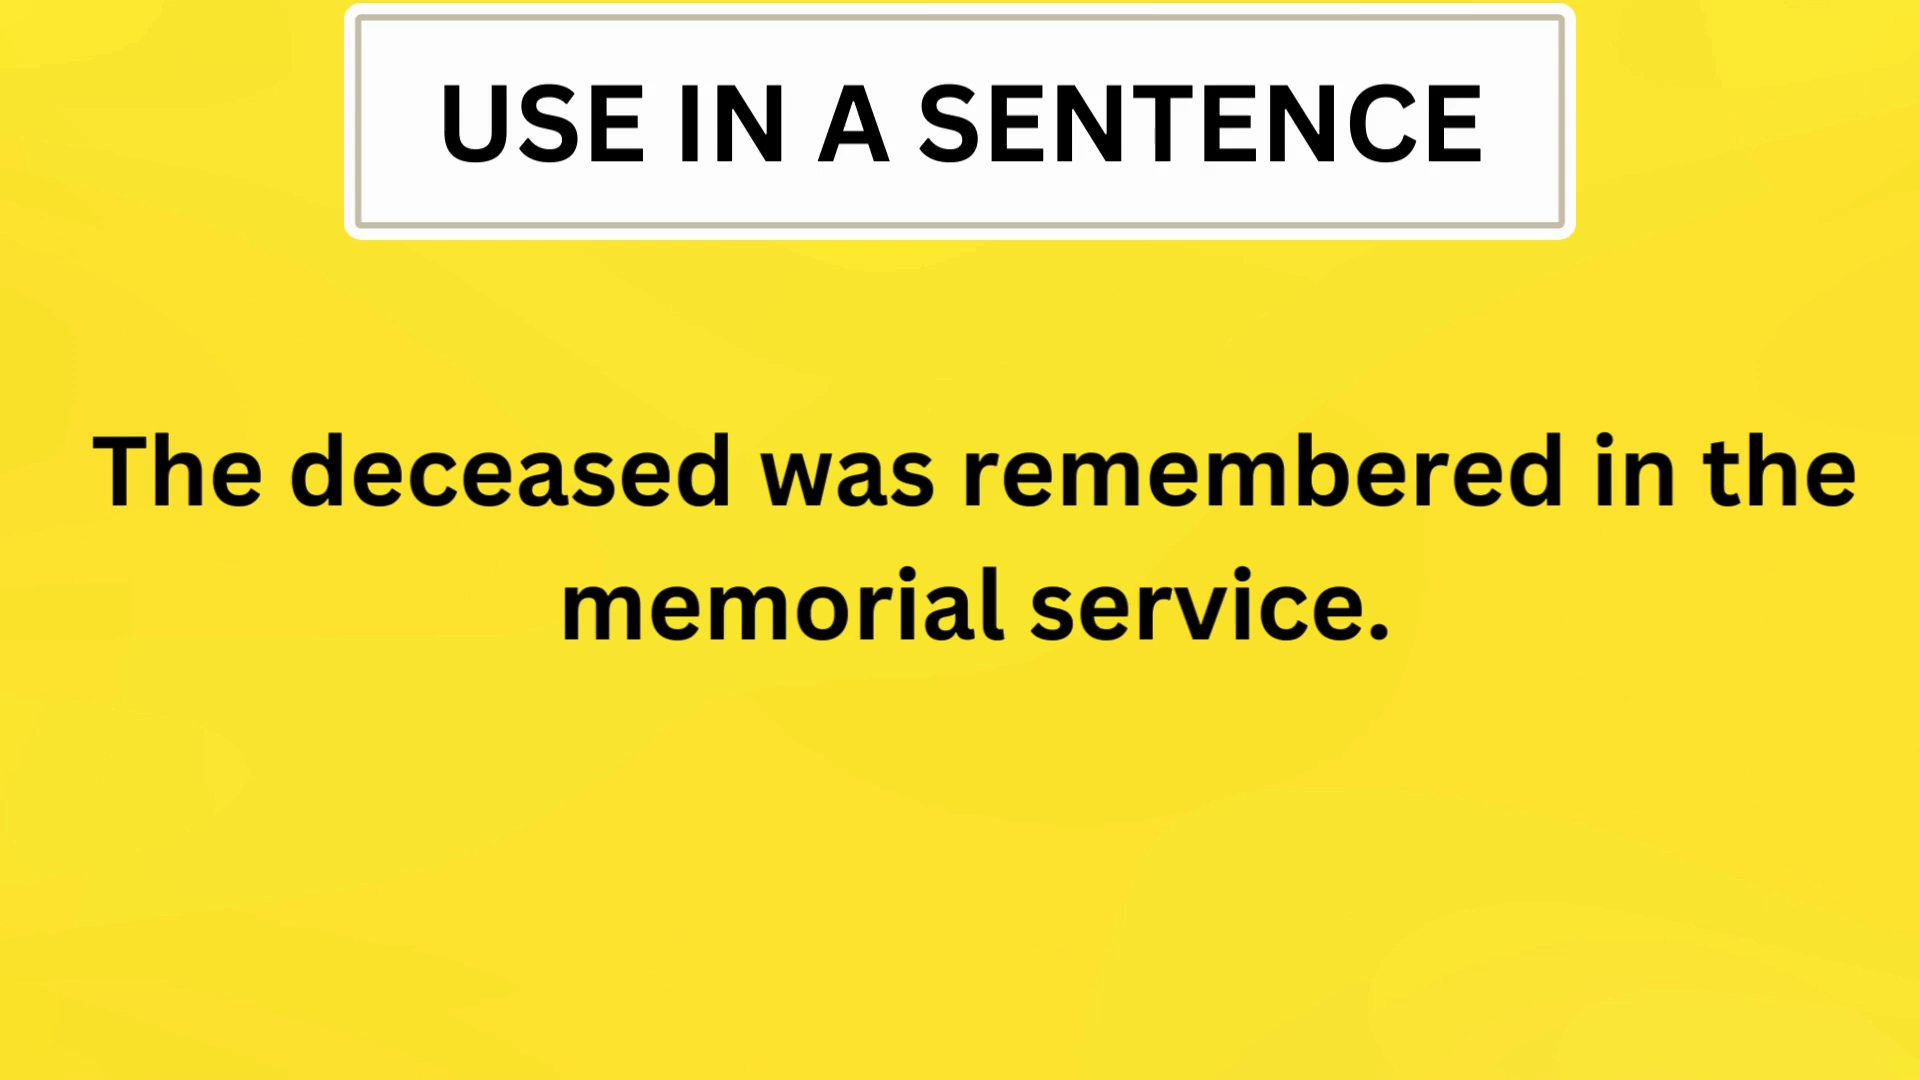 USE IN A SENTENCE
The deceased was remembered in the
memorial service.